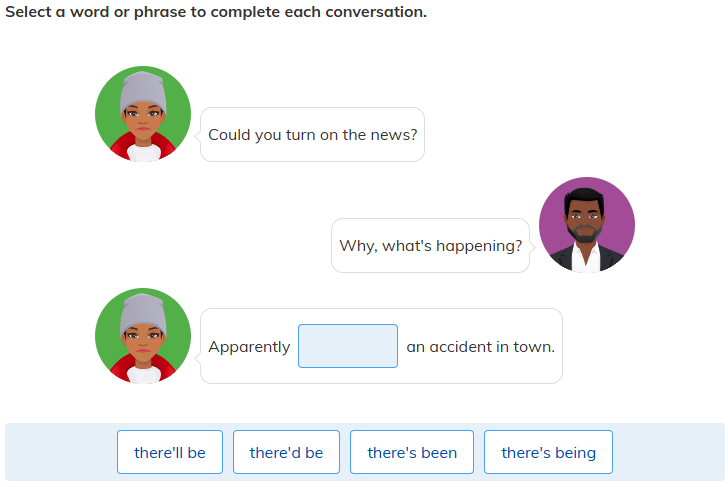 Select a word or phrase to complete each conversation.
Could you turn on the news?
Why, what's happening?
Apparently an accident in town.
there'll be there'd be there's been there's being